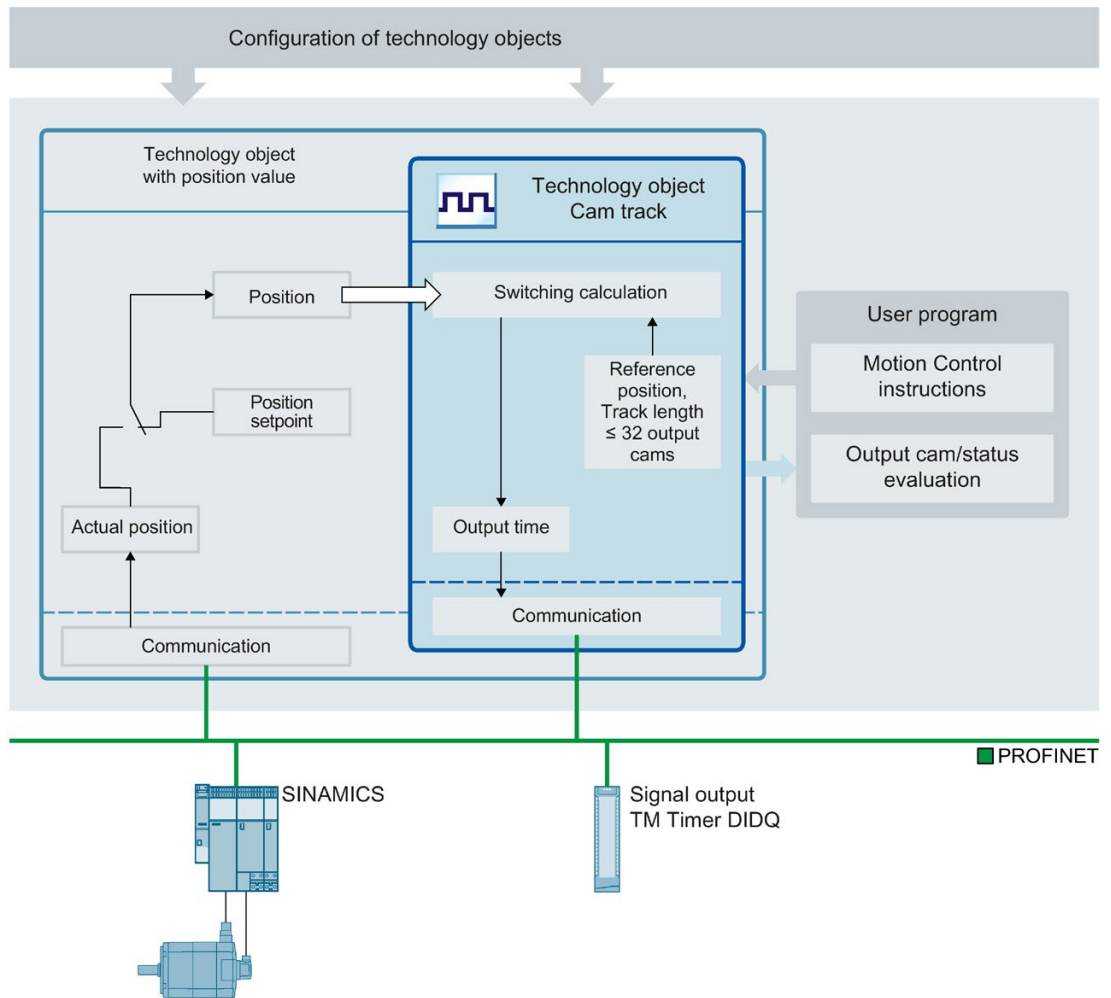 Configuration of technology objects
Technology object
with position value
Technology object
Cam track
Position
Switching calculation
User program
Motion Control
instructions
Reference
position,
Track length
≤ 32 output
cams
Position
setpoint
Output cam/status
evaluation
Actual position
Output time
Communication
Communication
PROFINET
SINAMICS
Signal output
TM Timer DIDQ